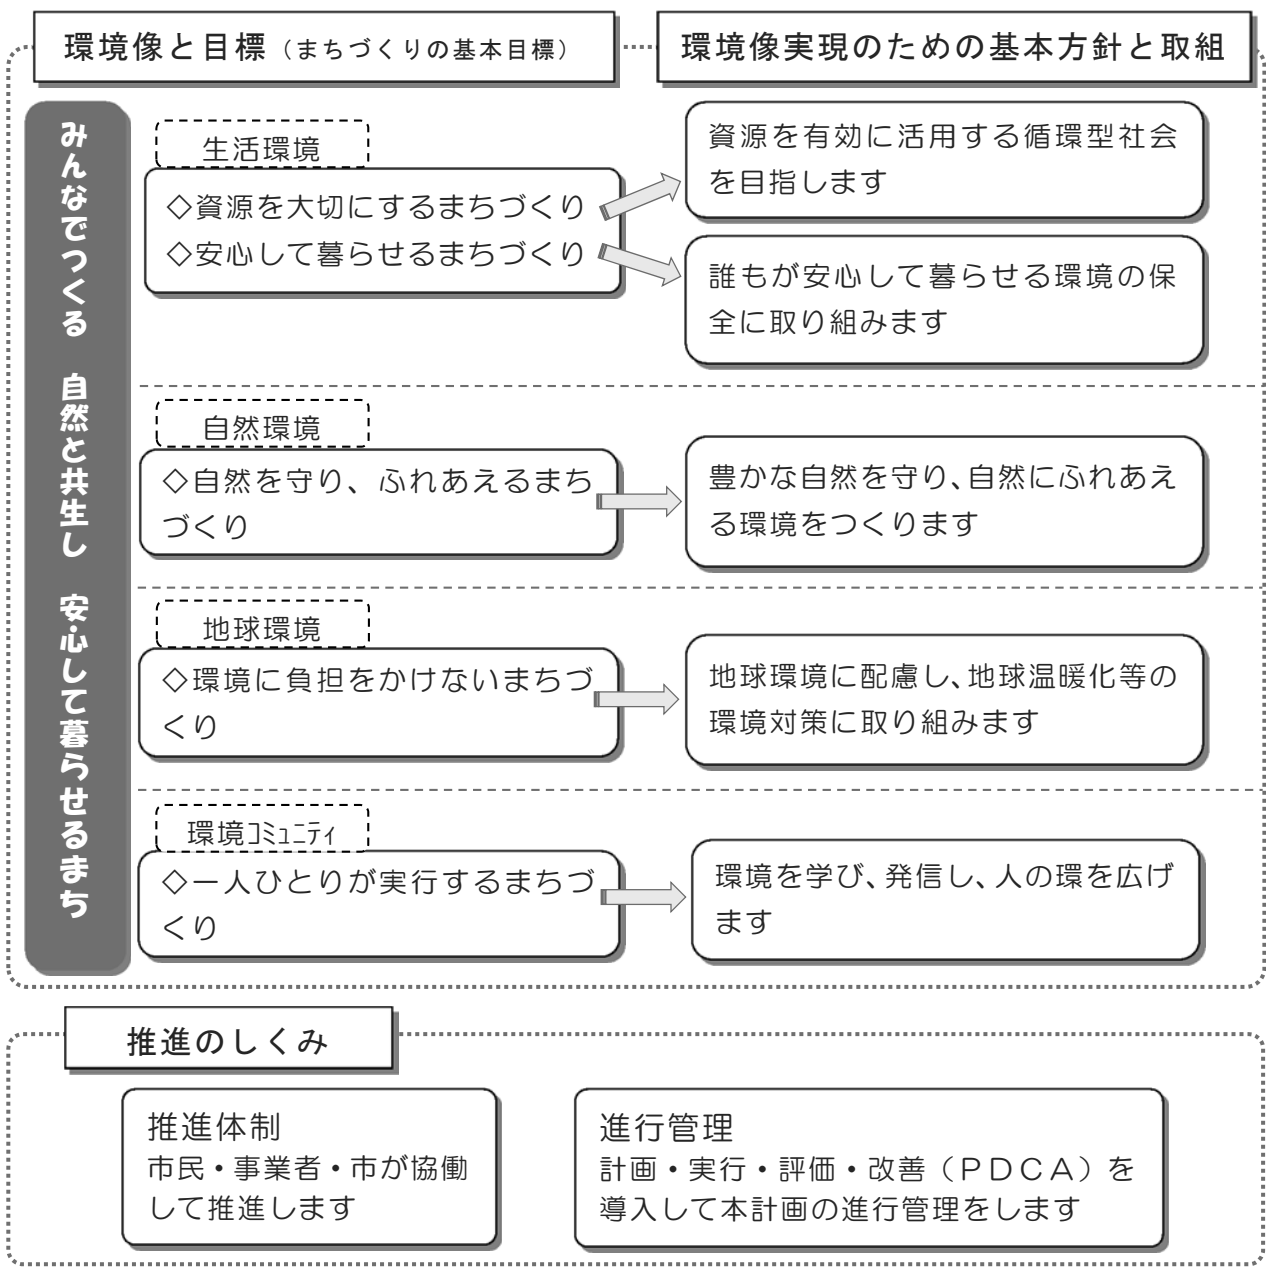 環境像と目標（まちづくりの基本目標）
環境像実現のための基本方針と取組
みんなでつくる　自然と共生し　安心して暮らせるまち
生活環境
◇資源を大切にするまちづくり
◇安心して暮らせるまちづくり
資源を有効に活用する循環型社会
を目指します
誰もが安心して暮らせる環境の保
全に取り組みます
自然環境
◇自然を守り、ふれあえるまち
づくり
豊かな自然を守り、自然にふれあえ
る環境をつくります
地球環境
◇環境に負担をかけないまちづ
くり
地球環境に配慮し、地球温暖化等の
環境対策に取り組みます
環境ｺﾐｭﾆﾃｨ
◇一人ひとりが実行するまちづ
くり
環境を学び、発信し、人の環を広げ
ます
推進のしくみ
推進体制
市民・事業者・市が協働
して推進します
進行管理
計画・実行・評価・改善（ＰＤＣＡ）を
導入して本計画の進行管理をします